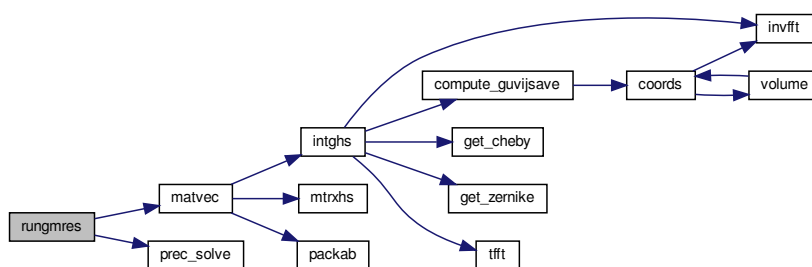 rungmres
matvec
prec_solve
intghs
mtrxhs
packab
invfft
compute_guvijsave
get_cheby
get_zernike
tfft
coords
volume